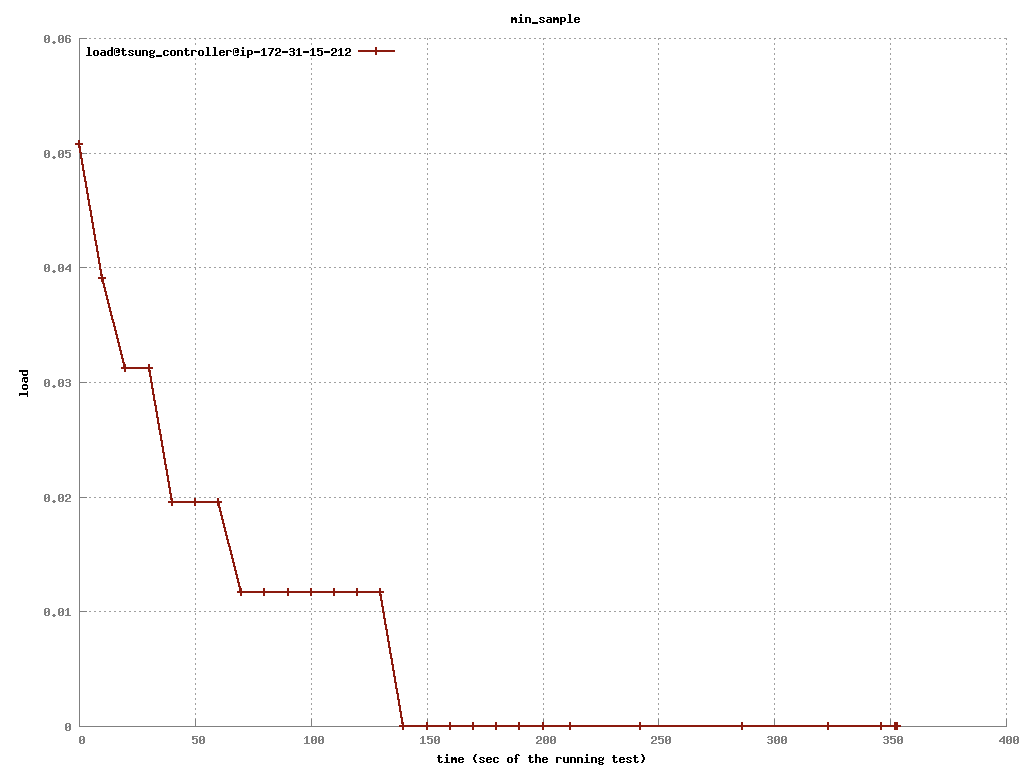 min_sample
load@tsung_controller@ip-172-31-15-212
0.06
0.05
0.04
0.03
0.02
0.01
0
load
0 50 100 150 200 250 300 350 400
time (sec of the running test)